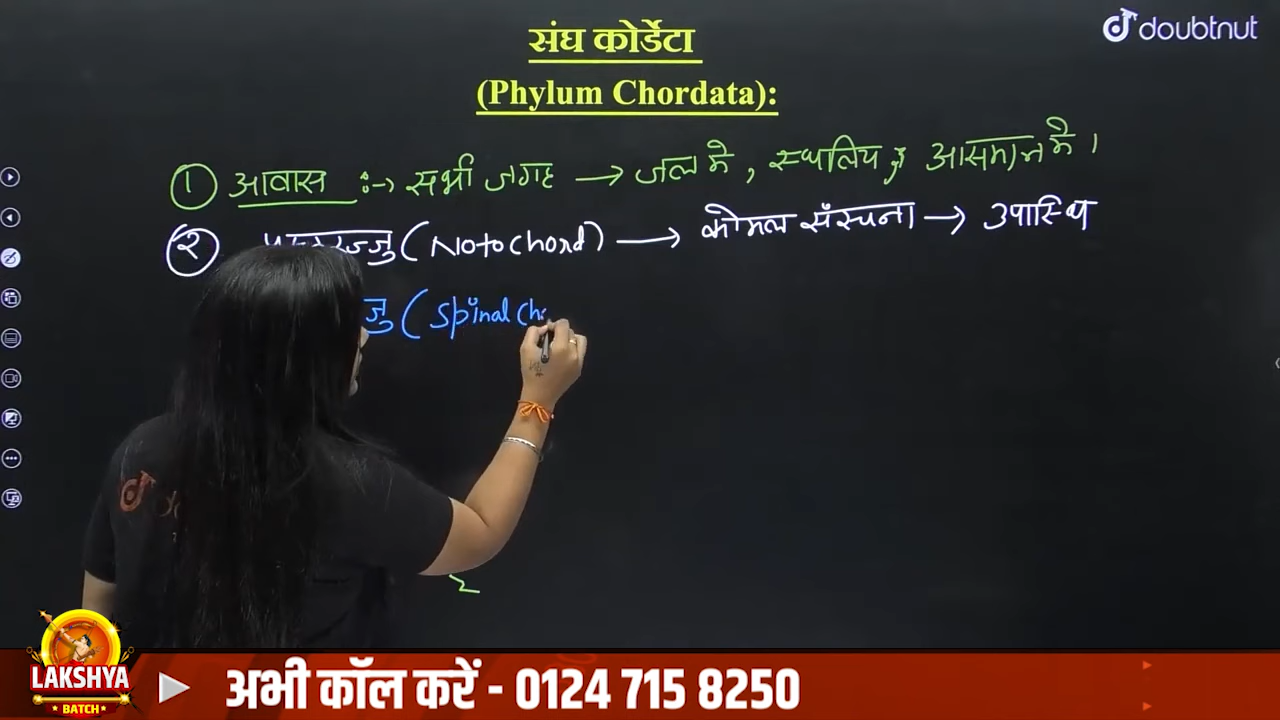 doubtnut
संघ कोर्डेटा
(Phylum Chordata):
① आवास :-> सभी जगह → जल मे, स्थलिय, आसमान मे।
② (Notochord) → कोमल संरचना → उपास्थि
(Spinal Ch
LAKSHYA
BATCH
अभी कॉल करें - 0124 715 8250